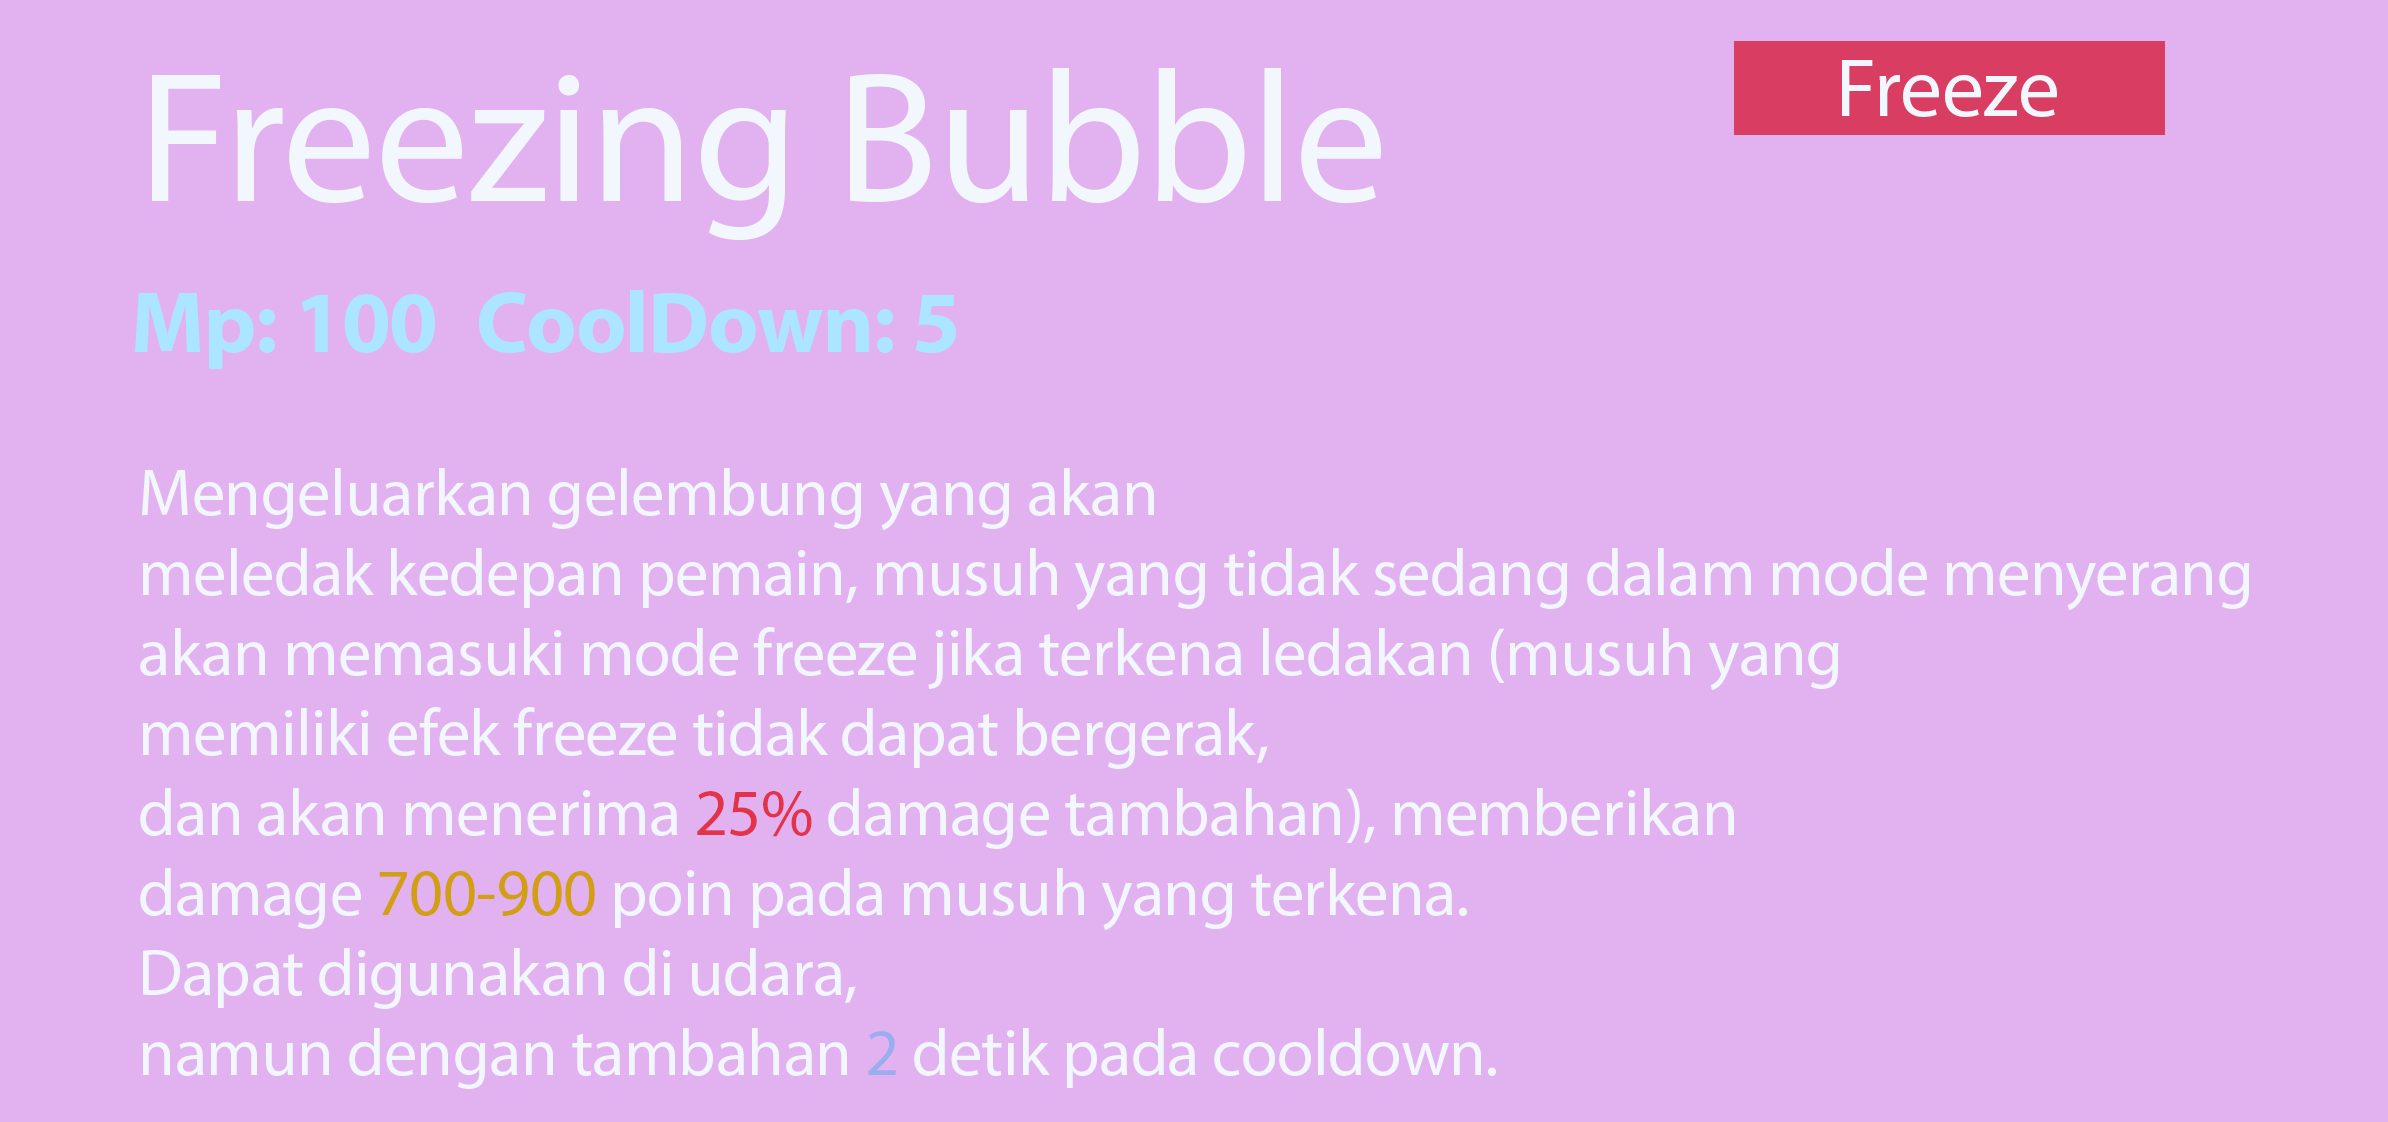 Freezing Bubble
Freeze
Mp: 100 CoolDown: 5
Mengeluarkan gelembung yang akan
meledak kedepan pemain, musuh yang tidak sedang dalam mode menyerang
akan memasuki mode freeze jika terkena ledakan (musuh yang
memiliki efek freeze tidak dapat bergerak,
dan akan menerima 25% damage tambahan), memberikan
damage 700-900 poin pada musuh yang terkena.
Dapat digunakan di udara,
namun dengan tambahan 2 detik pada cooldown.